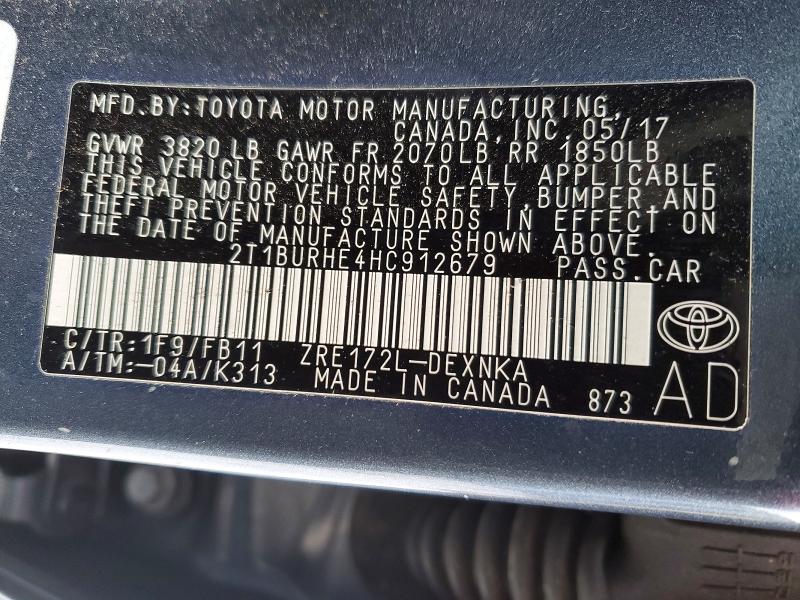 MFD. BY: TOYOTA MOTOR MANUFACTURING,
CANADA, INC. 05/17
GVWR 3820 LB GAWR FR 2070LB RR 1850LB
THIS VEHICLE CONFORMS TO ALL APPLICABLE
FEDERAL MOTOR VEHICLE SAFETY, BUMPER, AND
THEFT PREVENTION STANDARDS IN EFFECT ON
THE DATE OF MANUFACTURE SHOWN ABOVE.
2T1BURHE4HC912679 PASS. CAR
C/TR: 1F9/FB11 ZRE172L-DEXNKA
A/TM:-04A/K313 MADE IN CANADA 873 AD